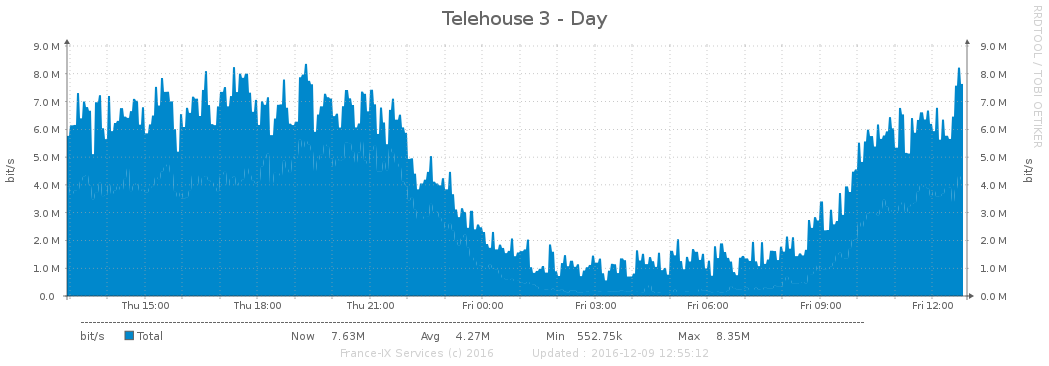 Telehouse 3 - Day
RRDTOOL / TOBI OETIKER
bit/s
bit/s
9.0 M 9.0 M
8.0 M 8.0 M
7.0 M 7.0 M
6.0 M 6.0 M
5.0 M 5.0 M
4.0 M 4.0 M
3.0 M 3.0 M
2.0 M 2.0 M
1.0 M 1.0 M
0.0 0.0 M
Thu 15:00 Thu 18:00 Thu 21:00 Fri 00:00 Fri 03:00 Fri 06:00 Fri 09:00 Fri 12:00
bit/s Total Now 7.63M Avg 4.27M Min 552.75k Max 8.35M
France-IX Services (c) 2016 Updated : 2016-12-09 12:55:12